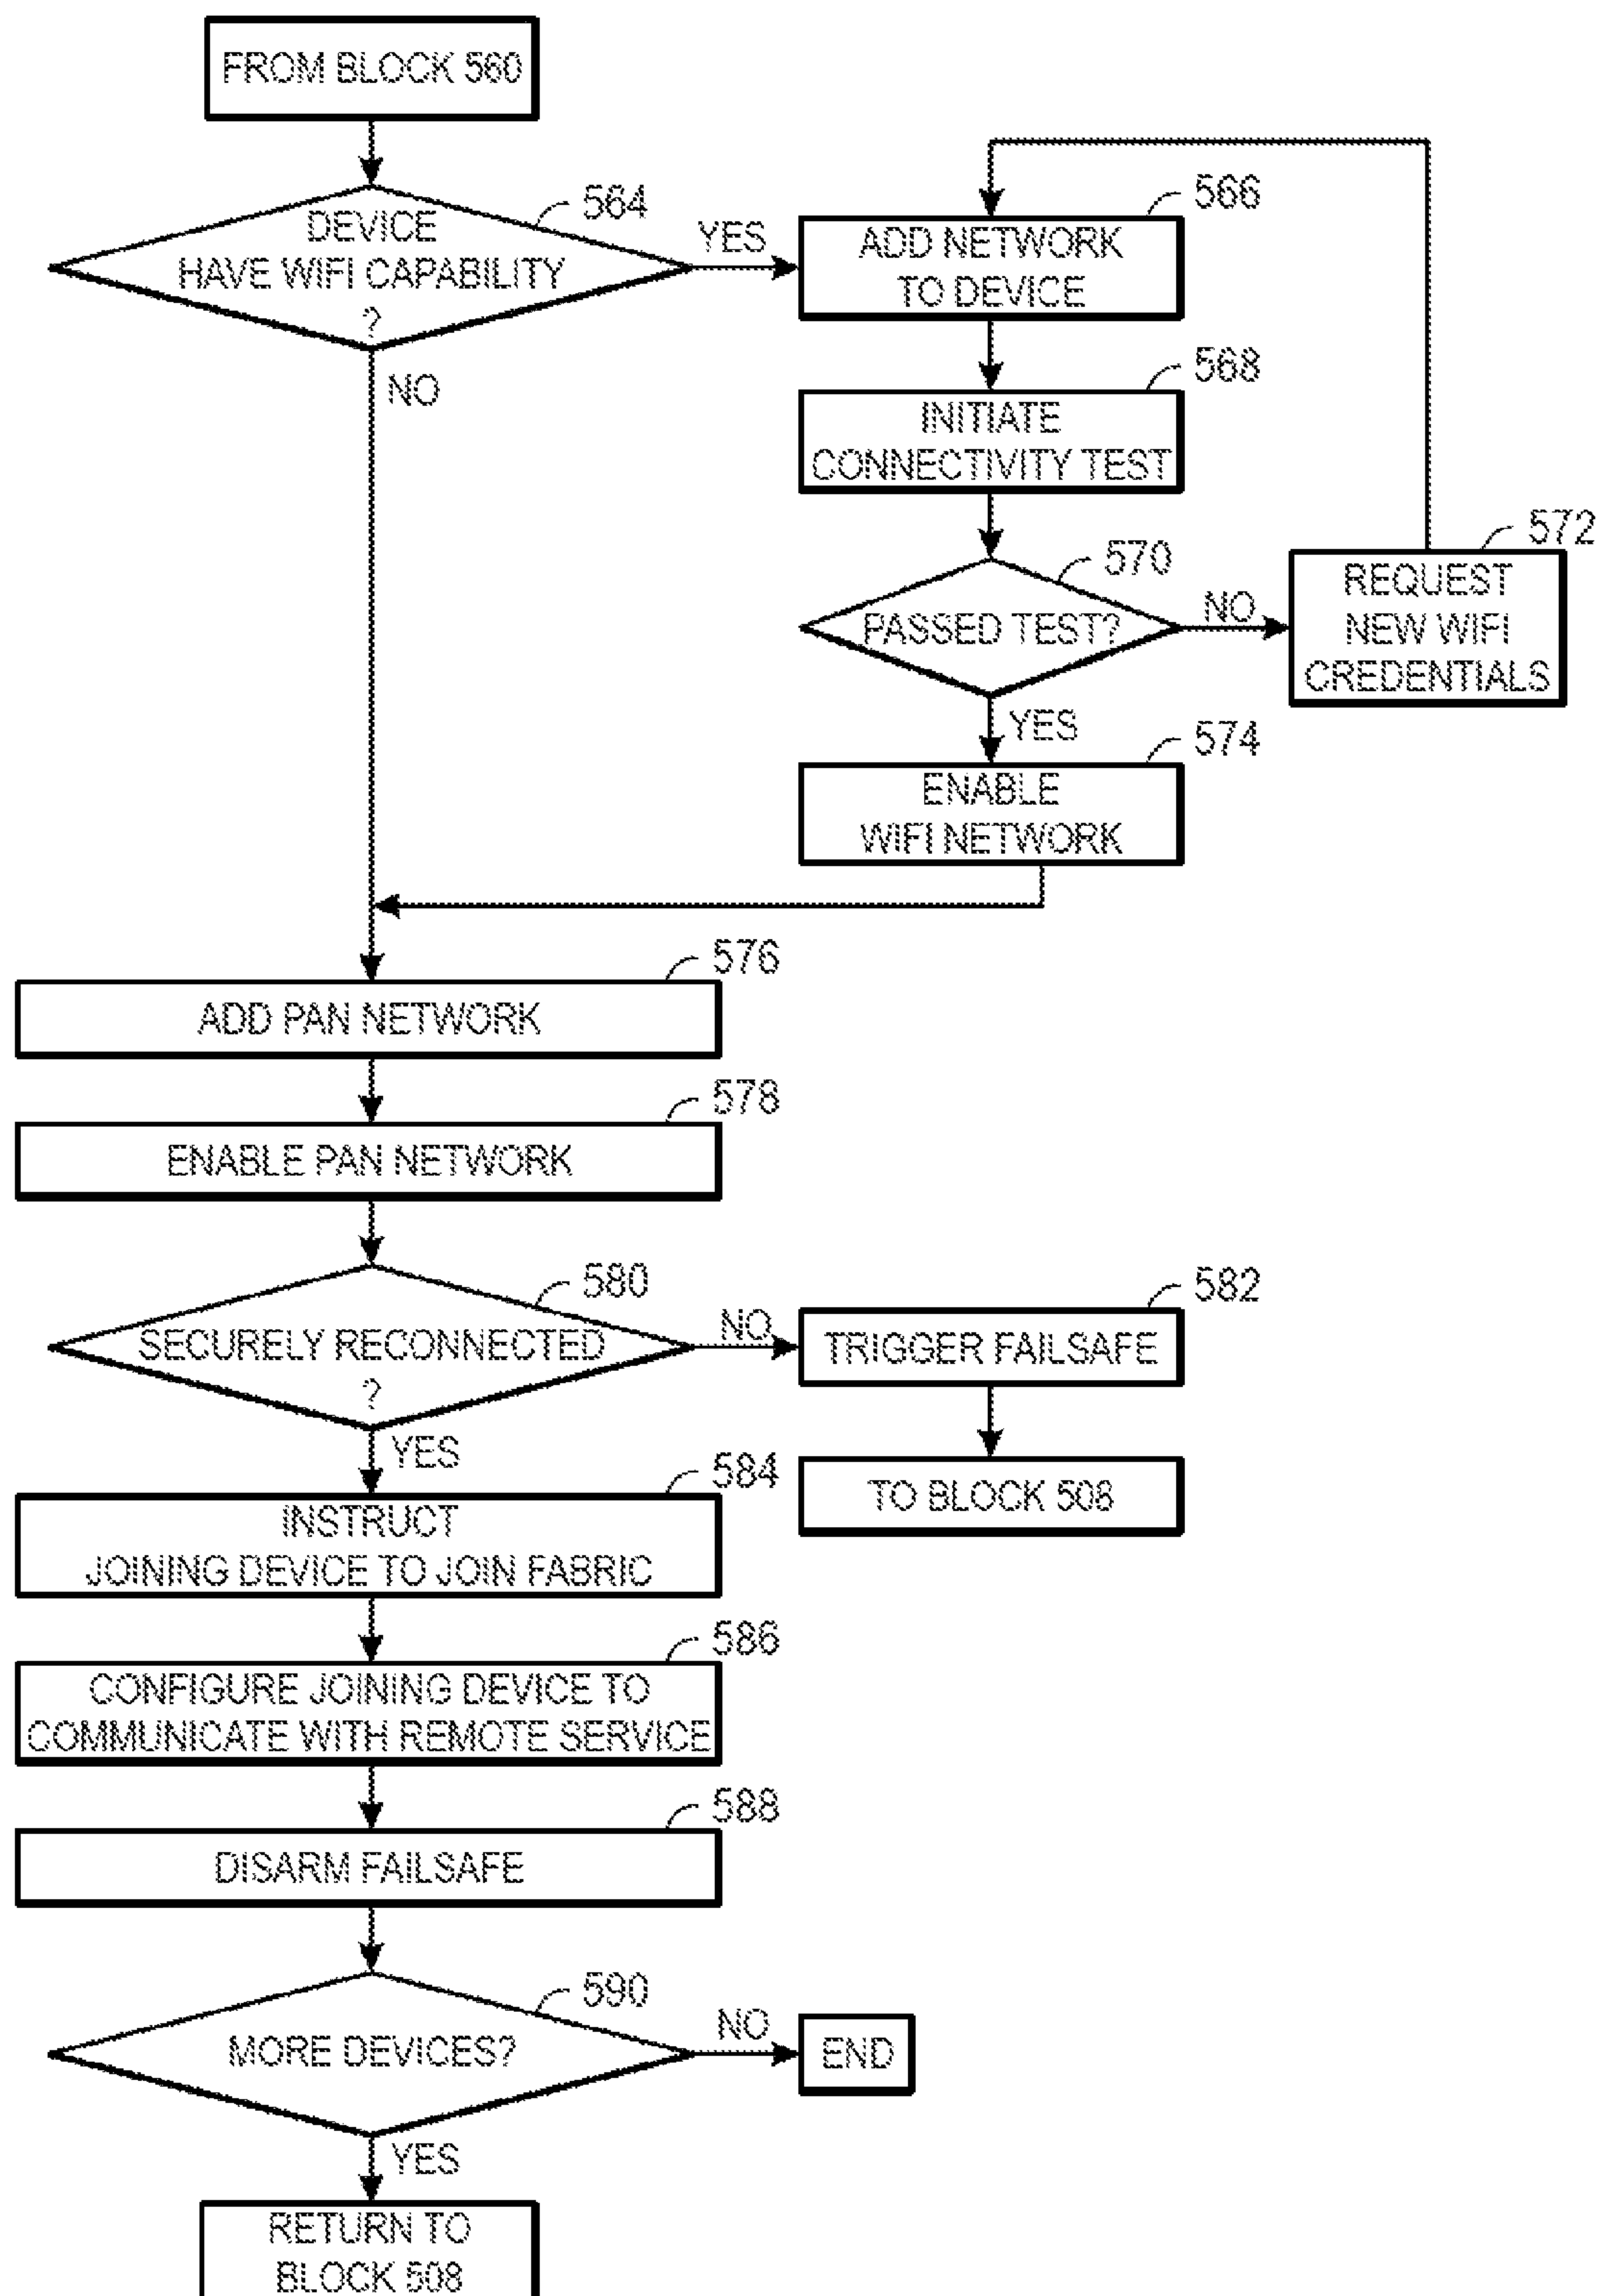 FROM BLOCK 560
564
DEVICE
HAVE WIFI CAPABILITY
?
YES
NO
566
ADD NETWORK
TO DEVICE
568
INITIATE
CONNECTIVITY TEST
570
PASSED TEST?
NO
YES
572
REQUEST
NEW WIFI
CREDENTIALS
574
ENABLE
WIFI NETWORK
576
ADD PAN NETWORK
578
ENABLE PAN NETWORK
580
SECURELY RECONNECTED
?
NO
YES
582
TRIGGER FAILSAFE
TO BLOCK 508
584
INSTRUCT
JOINING DEVICE TO JOIN FABRIC
586
CONFIGURE JOINING DEVICE TO
COMMUNICATE WITH REMOTE SERVICE
588
DISARM FAILSAFE
590
MORE DEVICES?
NO
END
YES
RETURN TO
BLOCK 508